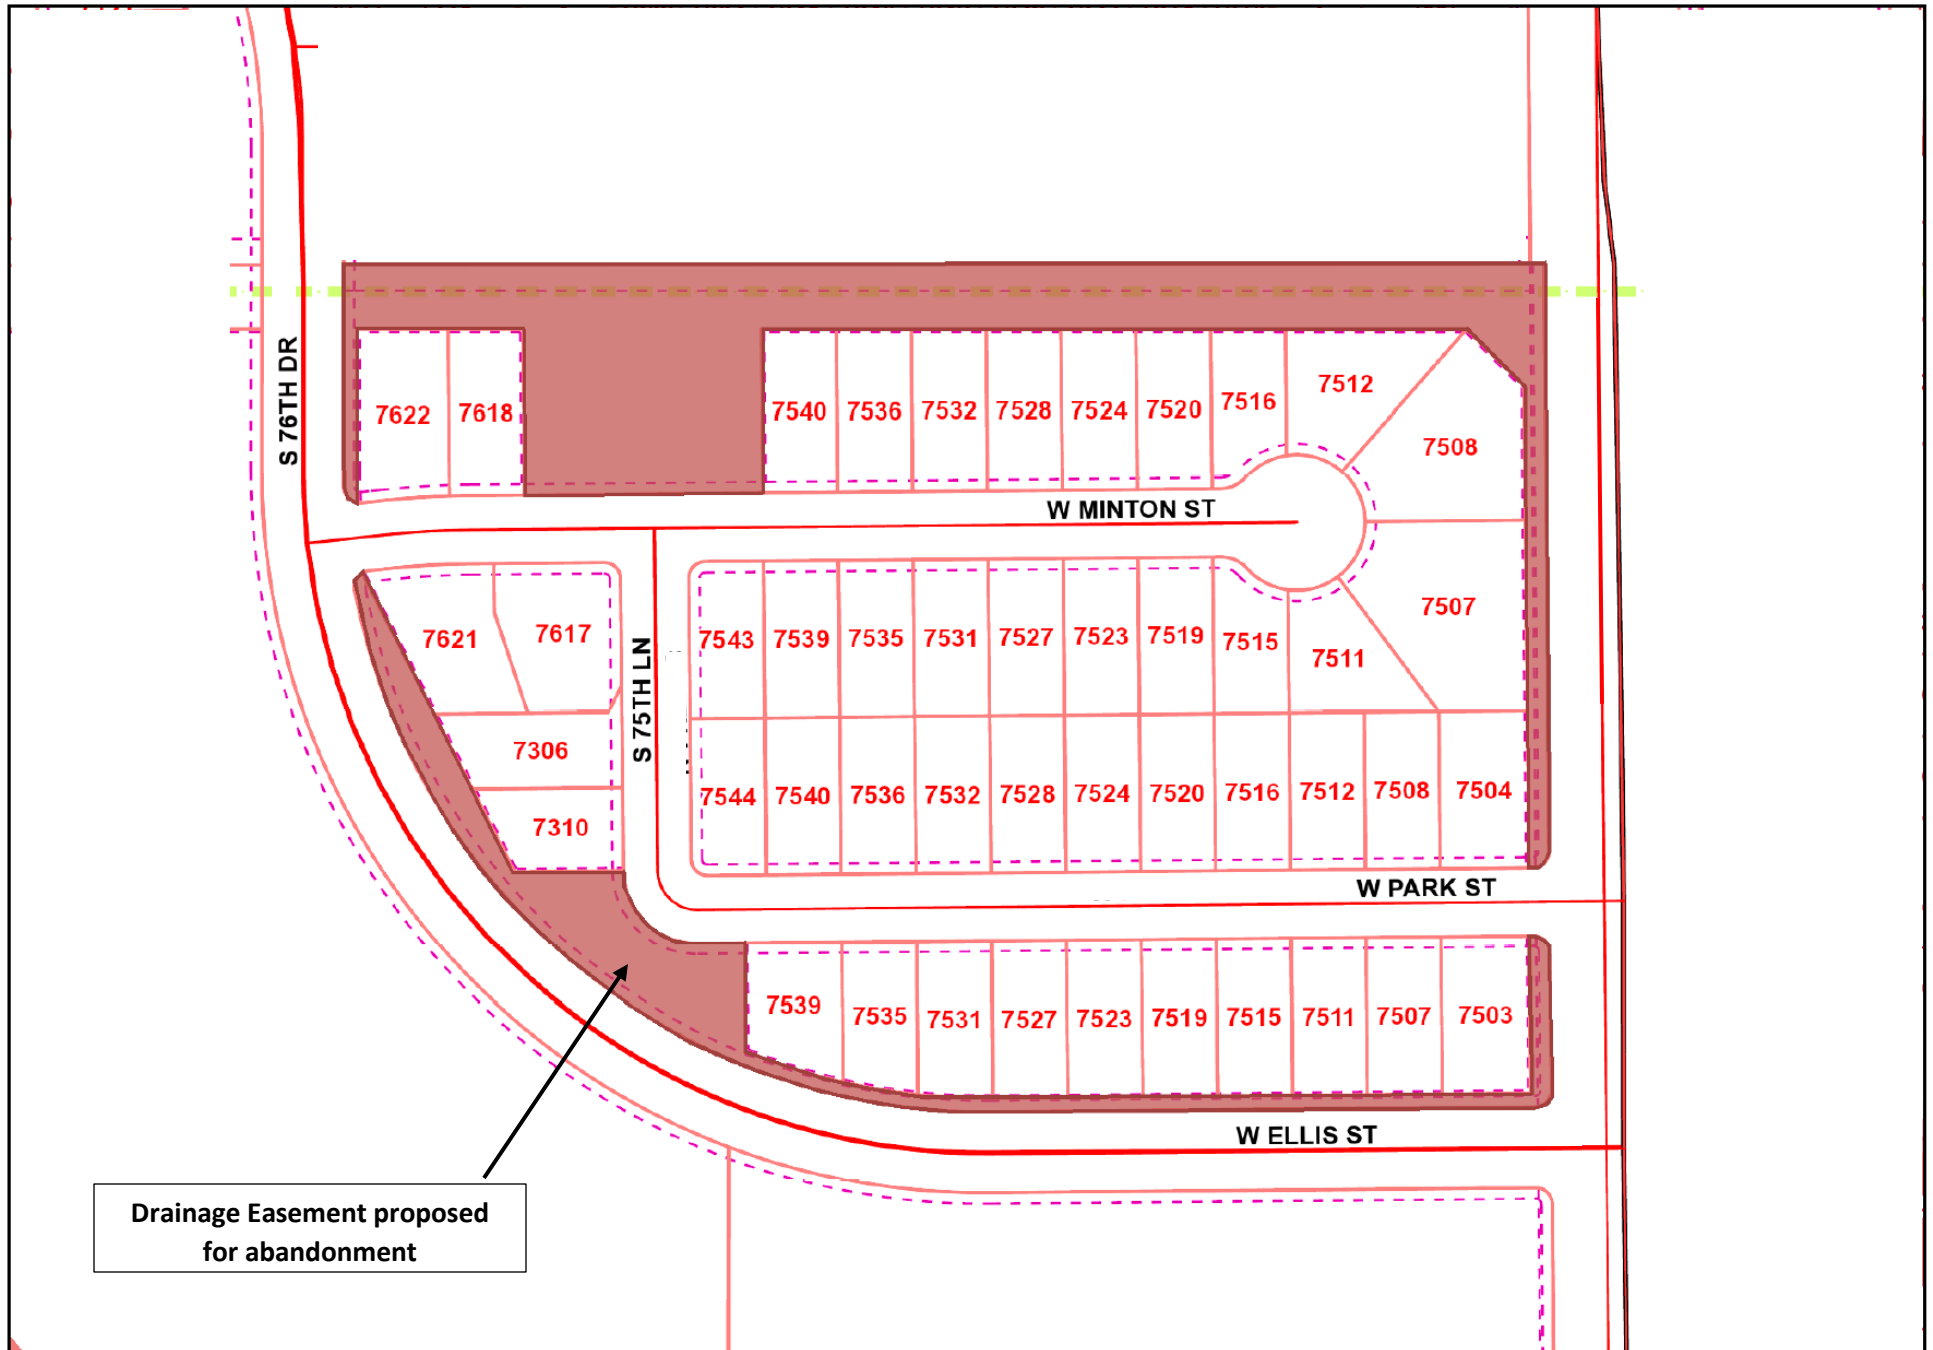 S 76TH DR
7622 7618 7540 7536 7532 7528 7524 7520 7516 7512
7508
W MINTON ST
7621 7617 7543 7539 7535 7531 7527 7523 7519 7515 7511 7507
S 75TH LN
7306
7310
7544 7540 7536 7532 7528 7524 7520 7516 7512 7508 7504
W PARK ST
7539 7535 7531 7527 7523 7519 7515 7511 7507 7503
W ELLIS ST
Drainage Easement proposed
for abandonment